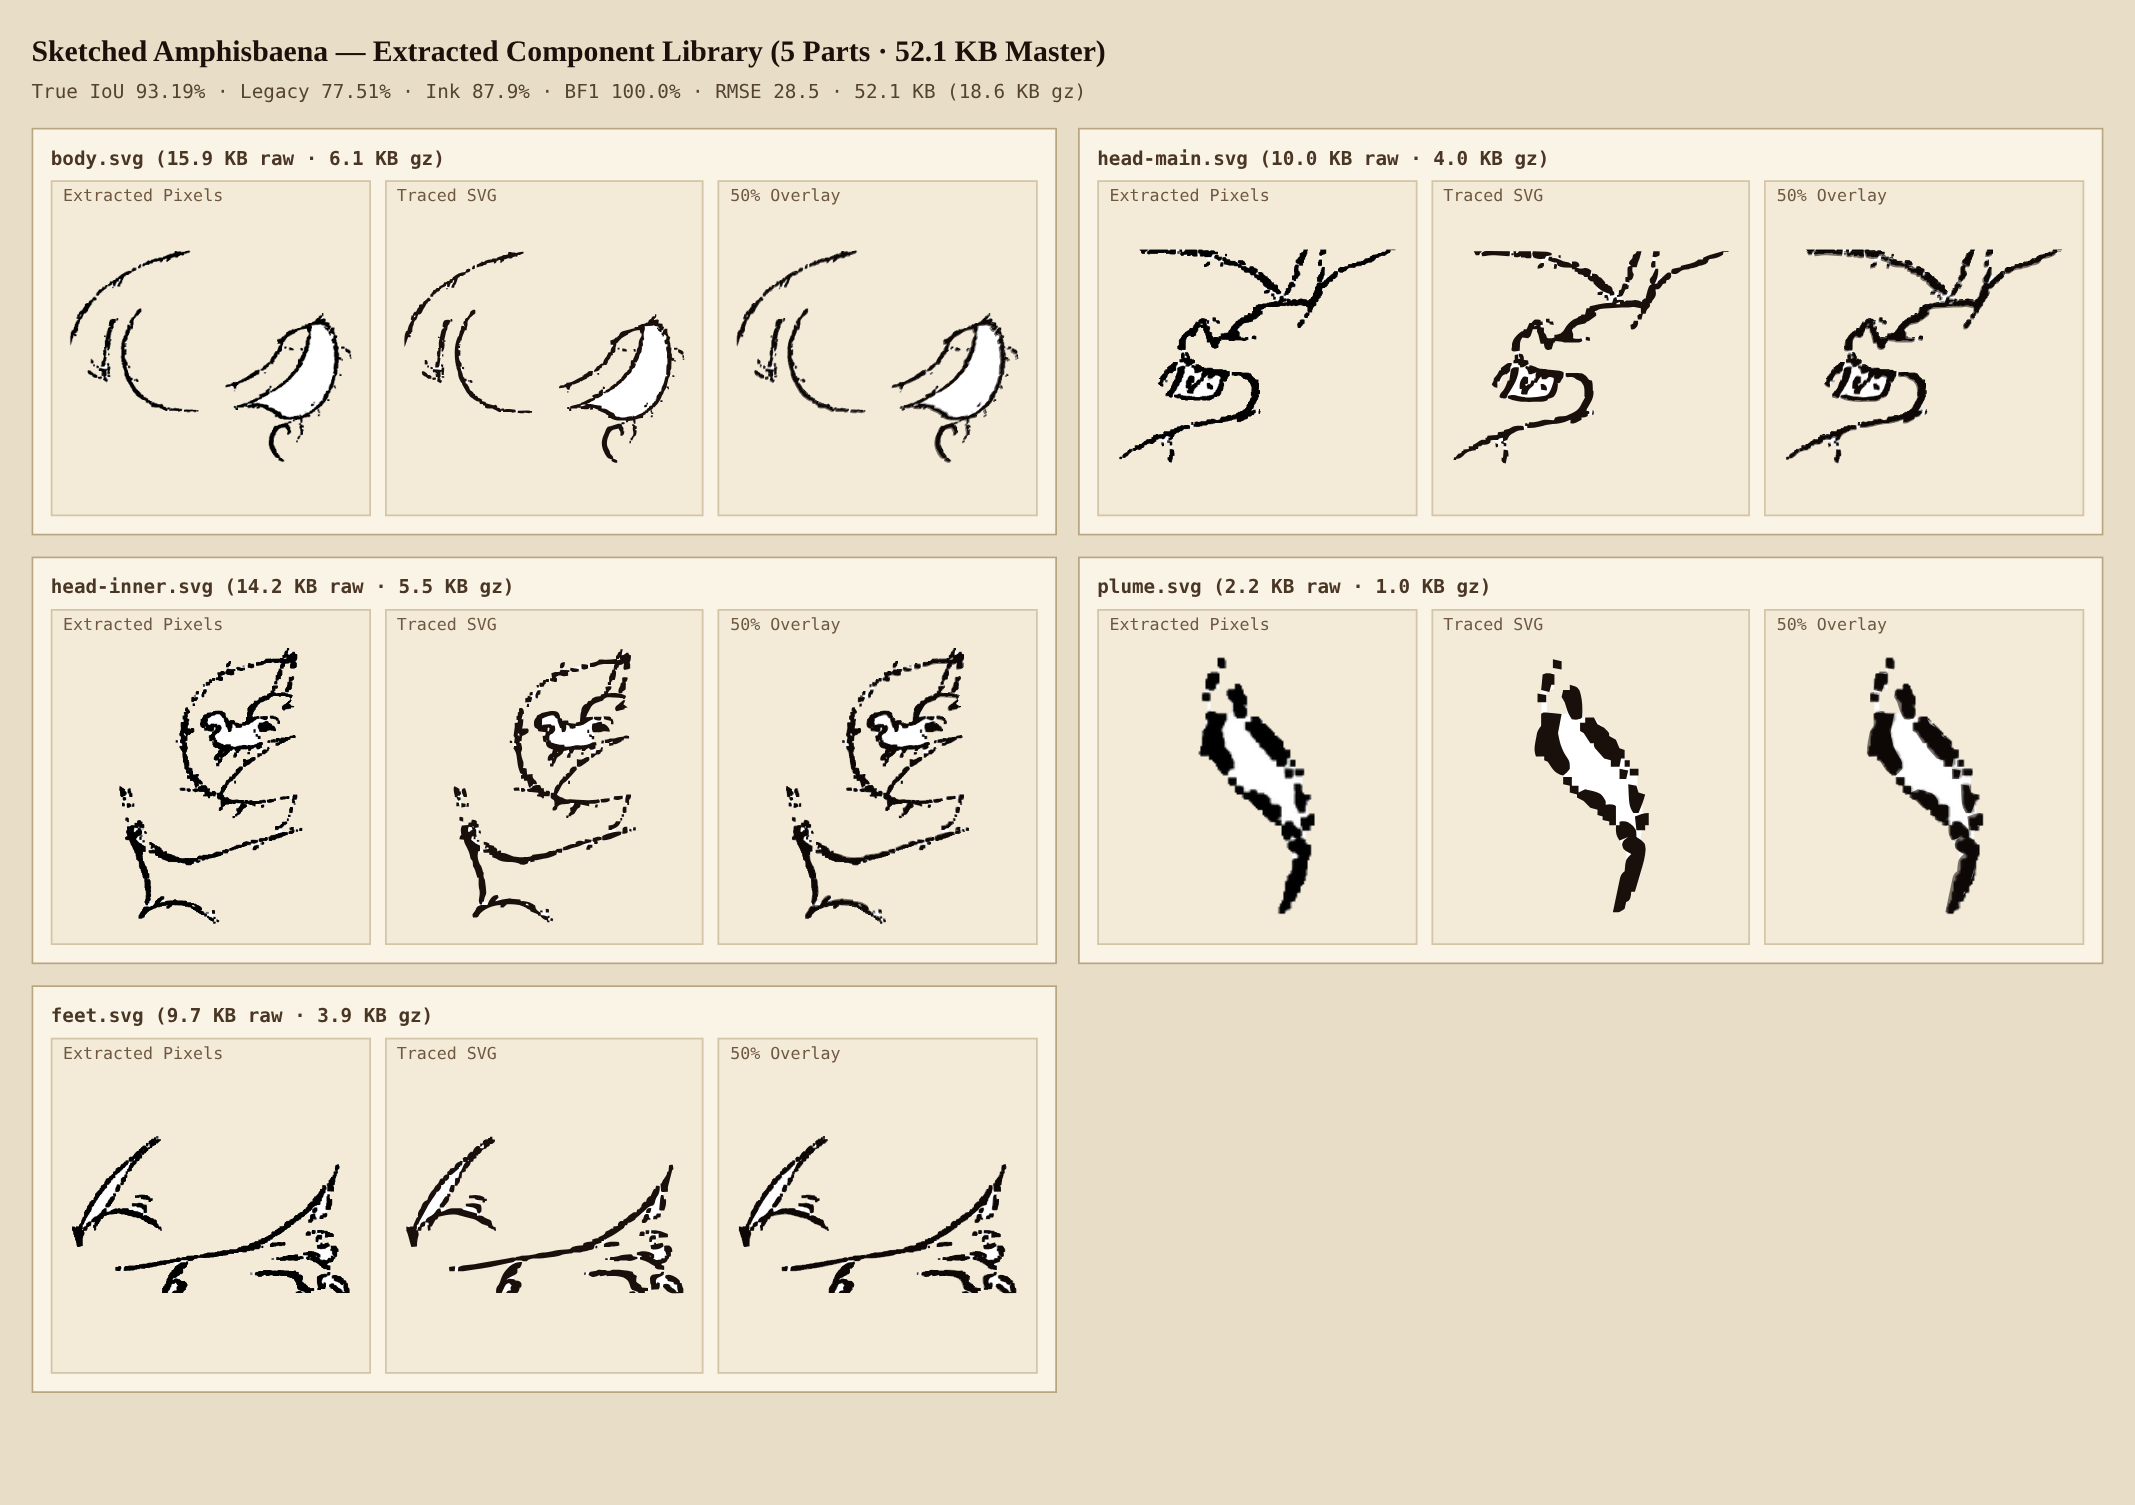 Sketched Amphisbaena — Extracted Component Library (5 Parts · 52.1 KB Master)
True IoU 93.19% · Legacy 77.51% · Ink 87.9% · BF1 100.0% · RMSE 28.5 · 52.1 KB (18.6 KB gz)
body.svg (15.9 KB raw · 6.1 KB gz)
Extracted Pixels
Traced SVG
50% Overlay
head-main.svg (10.0 KB raw · 4.0 KB gz)
Extracted Pixels
Traced SVG
50% Overlay
head-inner.svg (14.2 KB raw · 5.5 KB gz)
Extracted Pixels
Traced SVG
50% Overlay
plume.svg (2.2 KB raw · 1.0 KB gz)
Extracted Pixels
Traced SVG
50% Overlay
feet.svg (9.7 KB raw · 3.9 KB gz)
Extracted Pixels
Traced SVG
50% Overlay